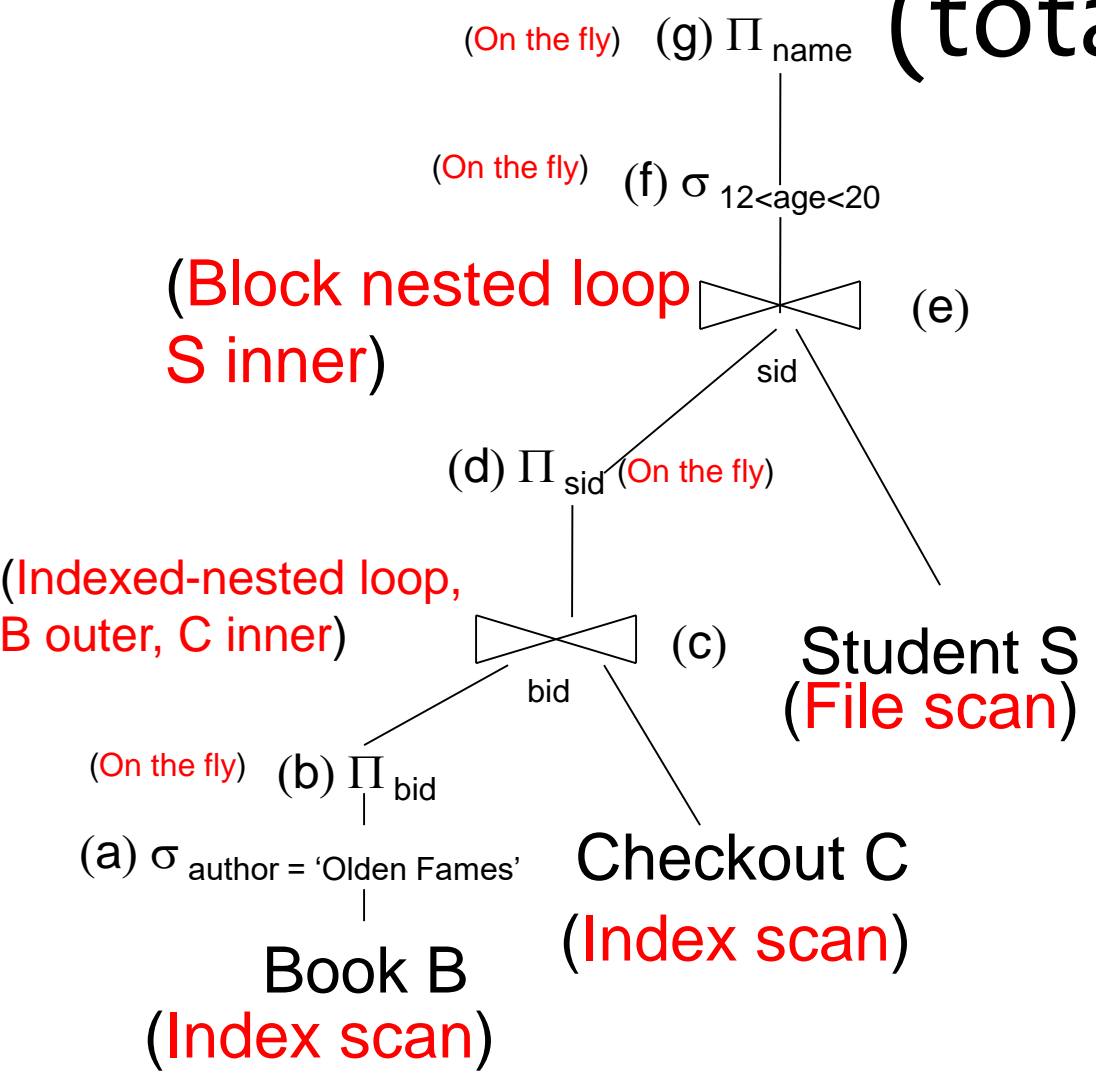 (On the fly) (g) Π name (tota
(On the fly) (f) σ 12<age<20
(Block nested loop
S inner)
(e)
sid
(d) Π sid (On the fly)
(Indexed-nested loop,
B outer, C inner)
(c)
bid
Student S
(File scan)
(On the fly) (b) Π bid
(a) σ author = ‘Olden Fames’
Checkout C
(Index scan)
Book B
(Index scan)